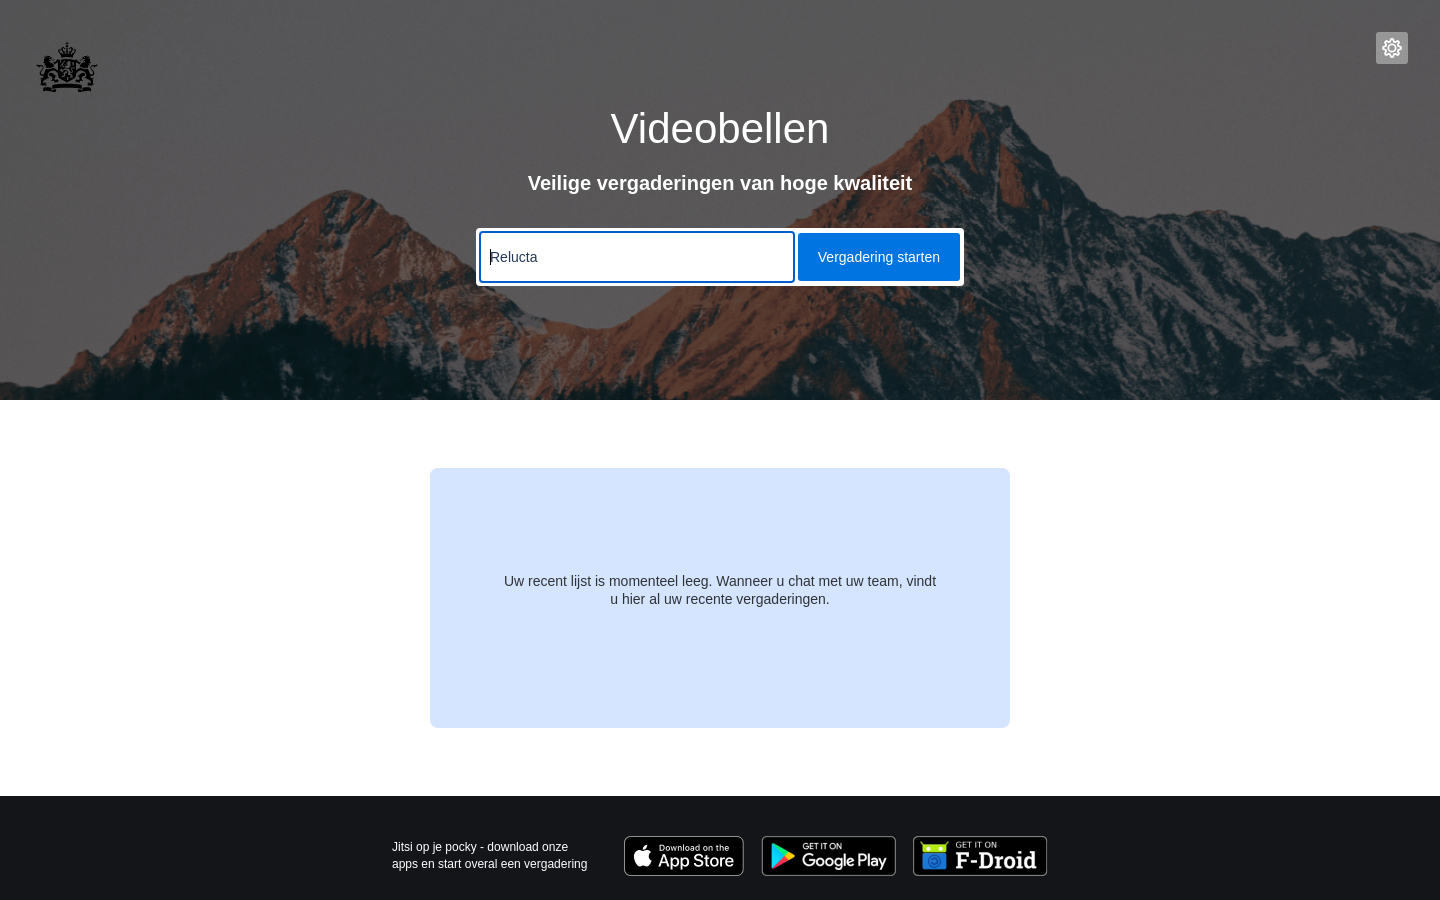 Videobellen
Veilige vergaderingen van hoge kwaliteit
Relucta
Vergadering starten
Uw recent lijst is momenteel leeg. Wanneer u chat met uw team, vindt
u hier al uw recente vergaderingen.
Jitsi op je pocky - download onze
apps en start overal een vergadering
Download on the
App Store
GET IT ON
Google Play
GET IT ON
F-Droid